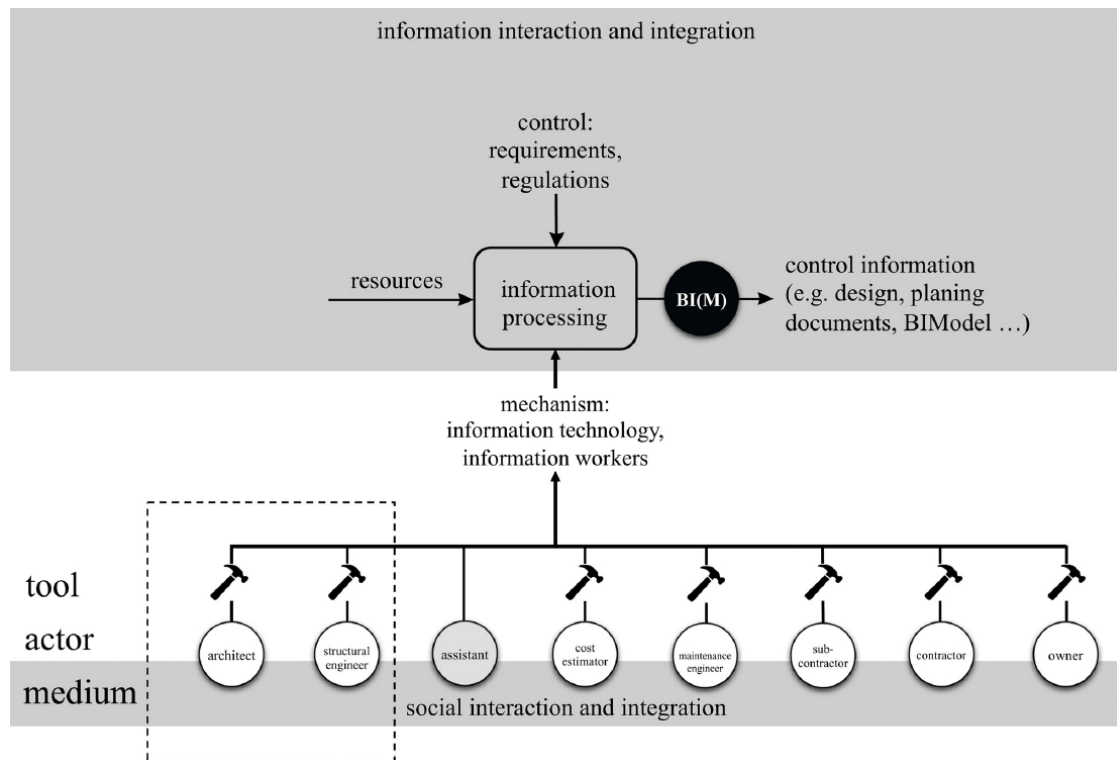 information interaction and integration
control:
requirements,
regulations
resources
information
processing
BI(M)
control information
(e.g. design, planing
documents, BIModel ...)
mechanism:
information technology,
information workers
tool
actor
architect
structural
engineer
assistant
cost
estimator
maintenance
engineer
sub-
contractor
contractor
owner
medium
social interaction and integration